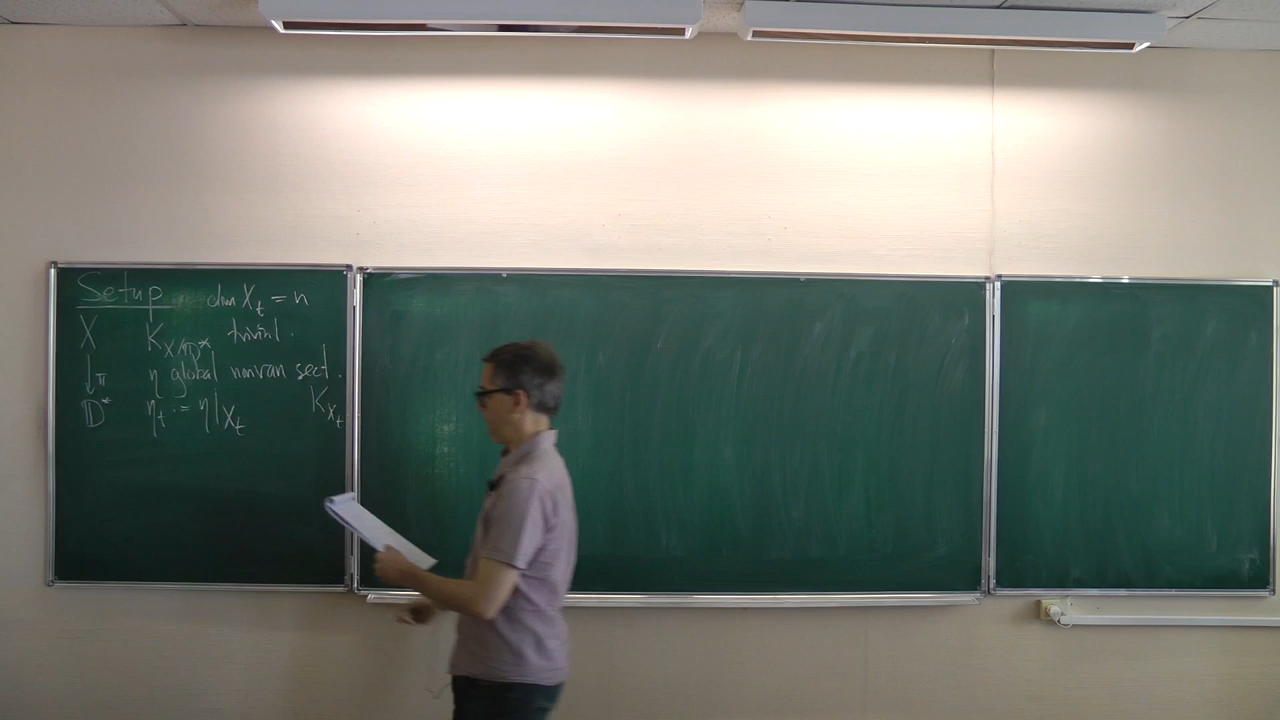 Setup dim X_t = n
X K_{X/𝔻*} trivial.
↓π η global nonvan sect.
𝔻* η_t := η|_{X_t} K_{X_t}